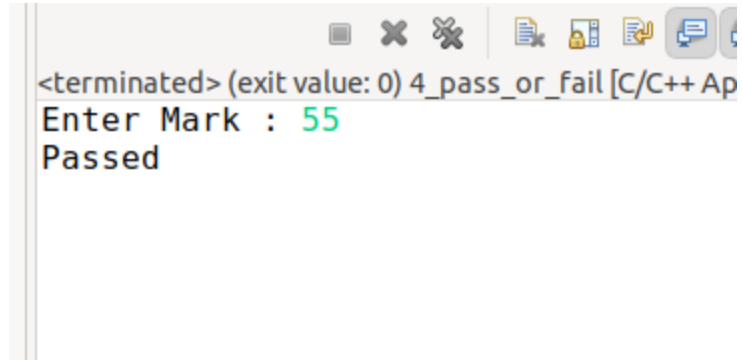 <terminated> (exit value: 0) 4_pass_or_fail [C/C++ Ap
Enter Mark : 55
Passed